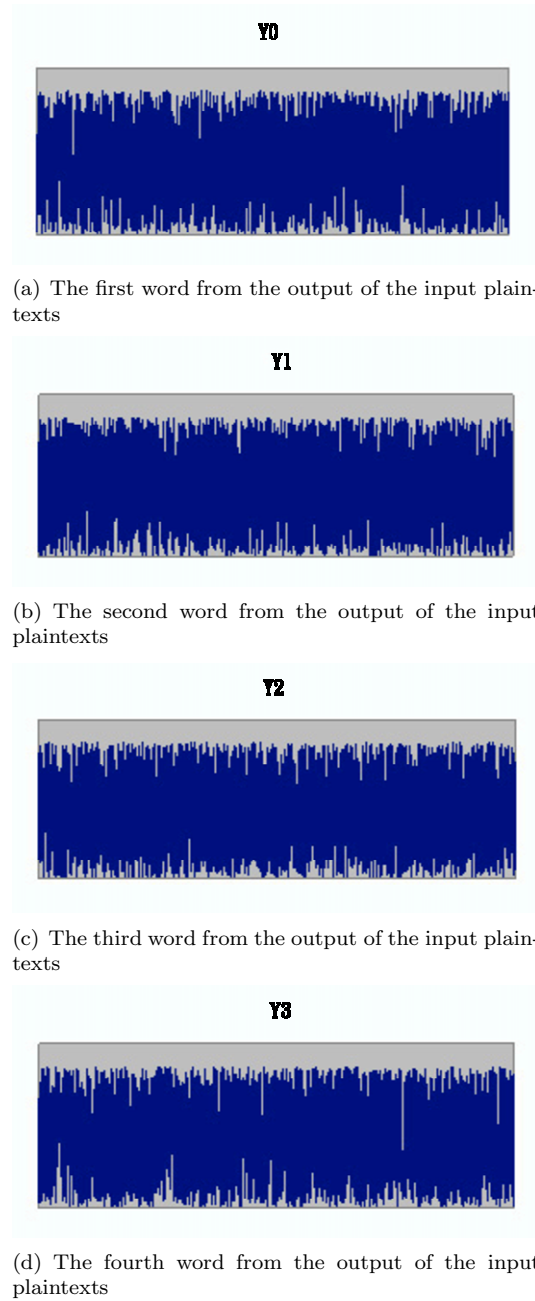 Y0
(a) The first word from the output of the input plain-
texts
Y1
(b) The second word from the output of the input
plaintexts
Y2
(c) The third word from the output of the input plain-
texts
Y3
(d) The fourth word from the output of the input
plaintexts